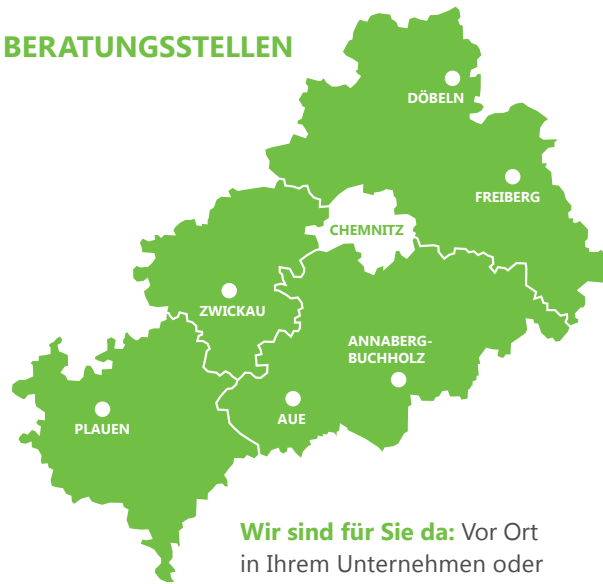 BERATUNGSSTELLEN
DÖBELN
FREIBERG
CHEMNITZ
ZWICKAU
ANNABERG-
BUCHHOLZ
AUE
PLAUEN
Wir sind für Sie da: Vor Ort
in Ihrem Unternehmen oder